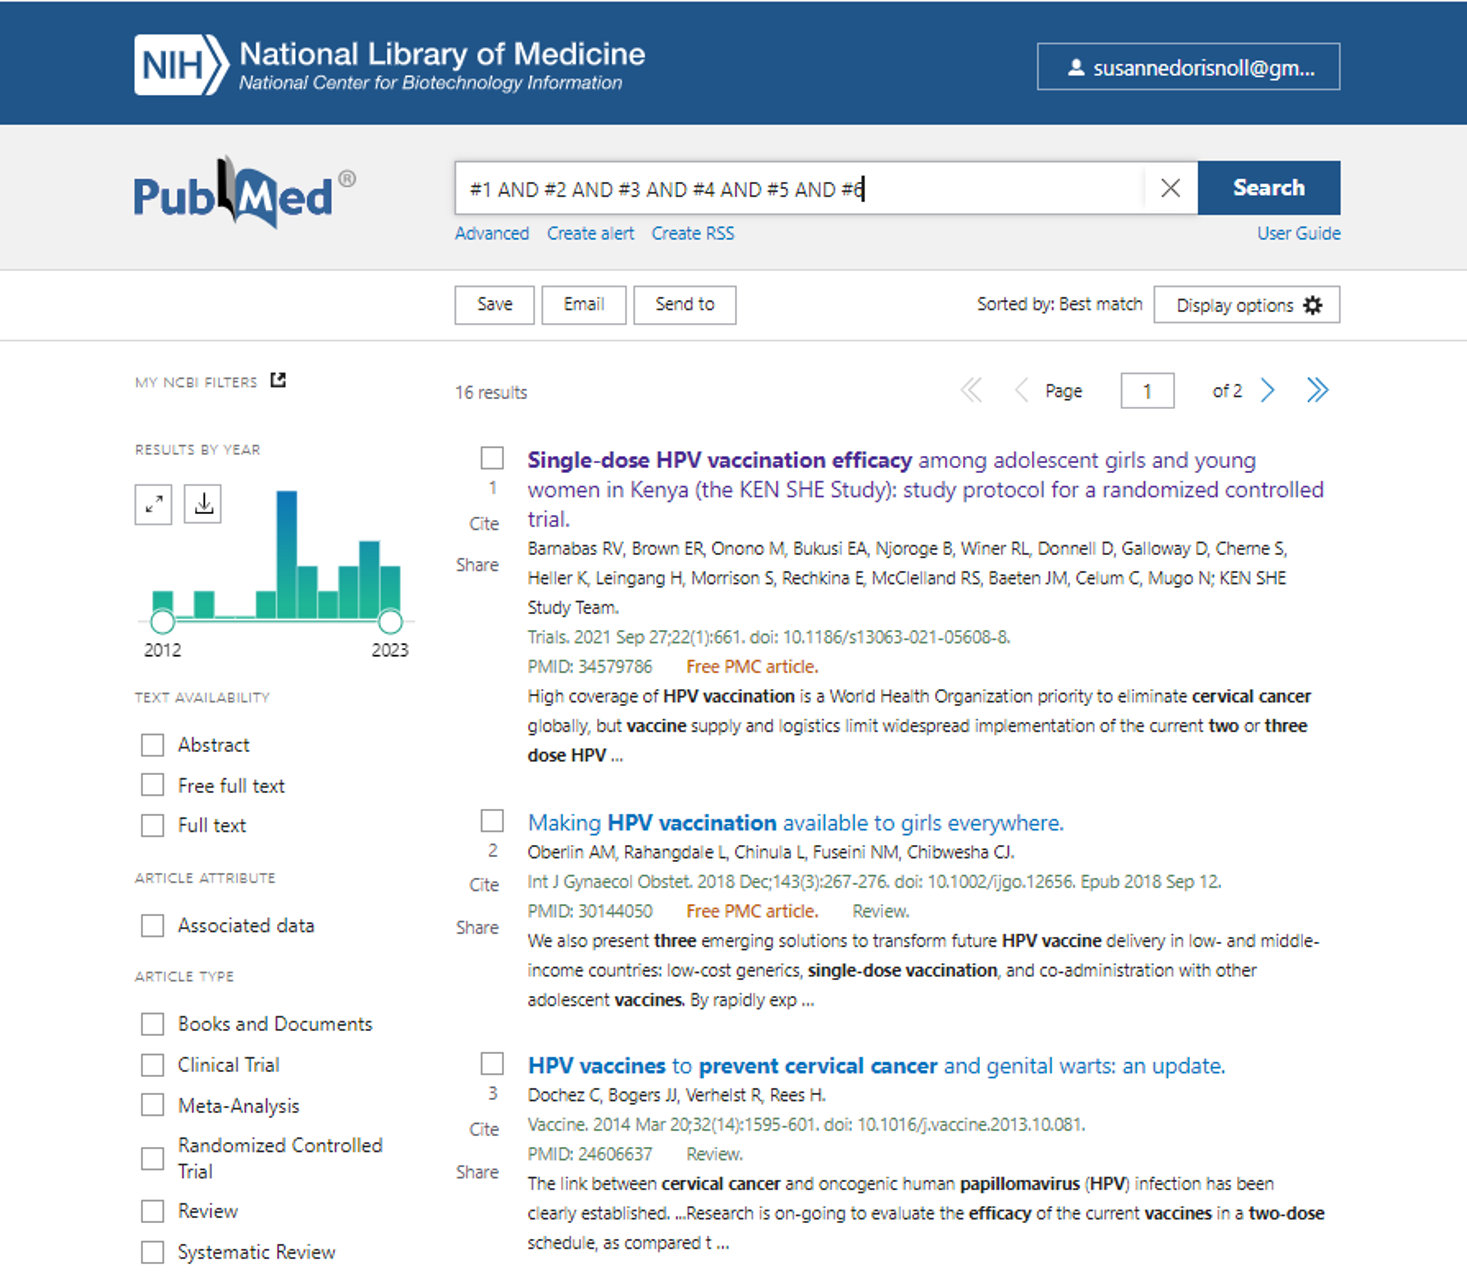 NIH National Library of Medicine
National Center for Biotechnology Information
susannedorisnoll@gm...
PubMed®
#1 AND #2 AND #3 AND #4 AND #5 AND #6
Search
Advanced Create alert Create RSS
User Guide
Save Email Send to
Sorted by: Best match Display options
MY NCBI FILTERS
16 results
Page 1 of 2
RESULTS BY YEAR
2012 2023
TEXT AVAILABILITY
Abstract
Free full text
Full text
ARTICLE ATTRIBUTE
Associated data
ARTICLE TYPE
Books and Documents
Clinical Trial
Meta-Analysis
Randomized Controlled
Trial
Review
Systematic Review
1
Cite
Share
Single-dose HPV vaccination efficacy among adolescent girls and young
women in Kenya (the KEN SHE Study): study protocol for a randomized controlled
trial.
Barnabas RV, Brown ER, Onono M, Bukusi EA, Njoroge B, Winer RL, Donnell D, Galloway D, Cherne S,
Heller K, Leingang H, Morrison S, Rechkina E, McClelland RS, Baeten JM, Celum C, Mugo N; KEN SHE
Study Team.
Trials. 2021 Sep 27;22(1):661. doi: 10.1186/s13063-021-05608-8.
PMID: 34579786 Free PMC article.
High coverage of HPV vaccination is a World Health Organization priority to eliminate cervical cancer
globally, but vaccine supply and logistics limit widespread implementation of the current two or three
dose HPV ...
2
Cite
Share
Making HPV vaccination available to girls everywhere.
Oberlin AM, Rahangdale L, Chinula L, Fuseini NM, Chibwesha CJ.
Int J Gynaecol Obstet. 2018 Dec;143(3):267-276. doi: 10.1002/ijgo.12656. Epub 2018 Sep 12.
PMID: 30144050 Free PMC article. Review.
We also present three emerging solutions to transform future HPV vaccine delivery in low- and middle-
income countries: low-cost generics, single-dose vaccination, and co-administration with other
adolescent vaccines. By rapidly exp ...
3
Cite
Share
HPV vaccines to prevent cervical cancer and genital warts: an update.
Dochez C, Bogers JJ, Verhelst R, Rees H.
Vaccine. 2014 Mar 20;32(14):1595-601. doi: 10.1016/j.vaccine.2013.10.081.
PMID: 24606637 Review.
The link between cervical cancer and oncogenic human papillomavirus (HPV) infection has been
clearly established. ...Research is on-going to evaluate the efficacy of the current vaccines in a two-dose
schedule, as compared t ...